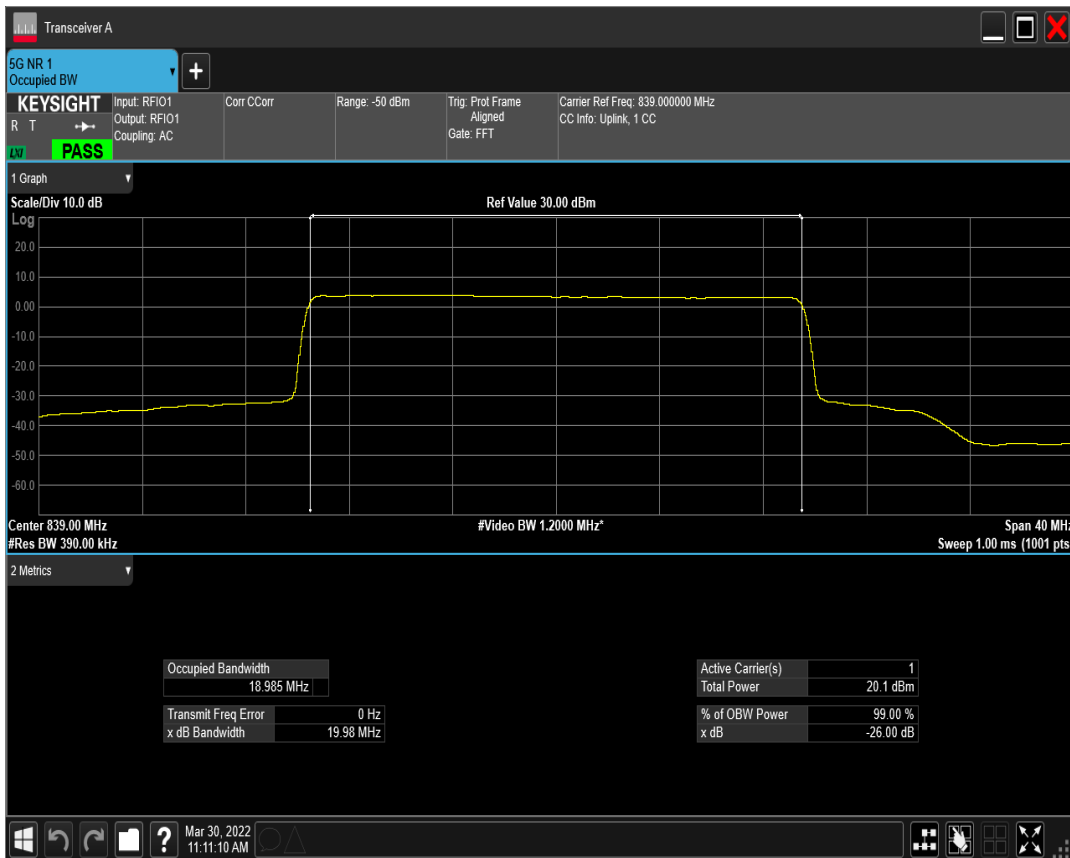 Transceiver A
5G NR 1
Occupied BW
+
KEYSIGHT
R T
LXI
PASS
Input: RFIO1
Output: RFIO1
Coupling: AC
Corr CCorr
Range: -50 dBm
Trig: Prot Frame
Aligned
Gate: FFT
Carrier Ref Freq: 839.000000 MHz
CC Info: Uplink, 1 CC
1 Graph
Scale/Div 10.0 dB
Ref Value 30.00 dBm
Log
20.0
10.0
0.00
-10.0
-20.0
-30.0
-40.0
-50.0
-60.0
Center 839.00 MHz
#Video BW 1.2000 MHz*
Span 40 MHz
#Res BW 390.00 kHz
Sweep 1.00 ms (1001 pts
2 Metrics
Occupied Bandwidth
18.985 MHz
Transmit Freq Error 0 Hz
x dB Bandwidth 19.98 MHz
Active Carrier(s) 1
Total Power 20.1 dBm
% of OBW Power 99.00 %
x dB -26.00 dB
?
Mar 30, 2022
11:11:10 AM